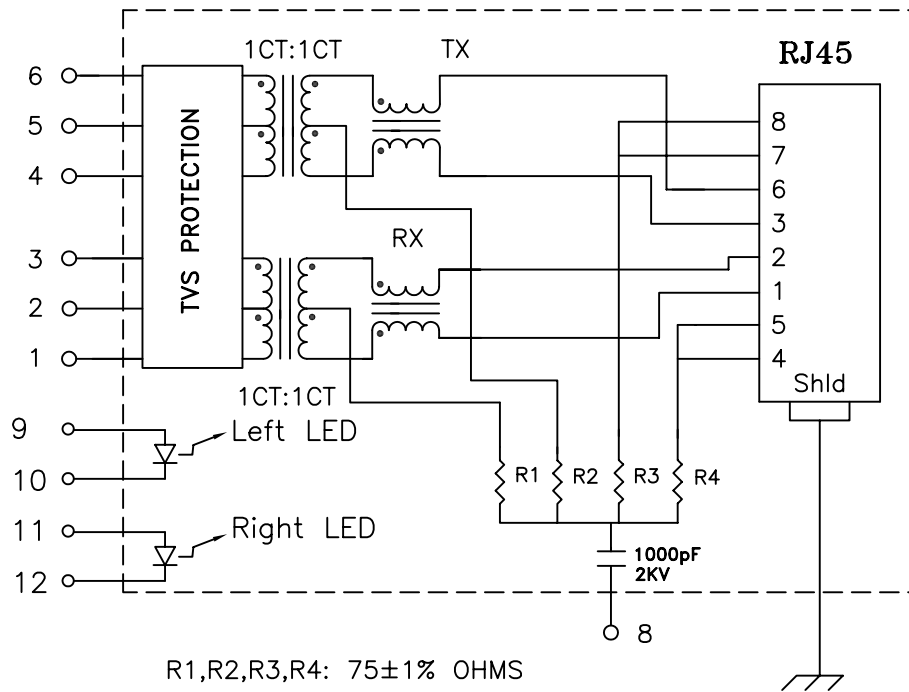 1CT:1CT
TX
RJ45
6
5
4
3
2
1
TVS PROTECTION
RX
8
7
6
3
2
1
5
4
Shld
1CT:1CT
9
Left LED
10
11
Right LED
12
R1
R2
R3
R4
1000pF
2KV
8
R1,R2,R3,R4: 75±1% OHMS